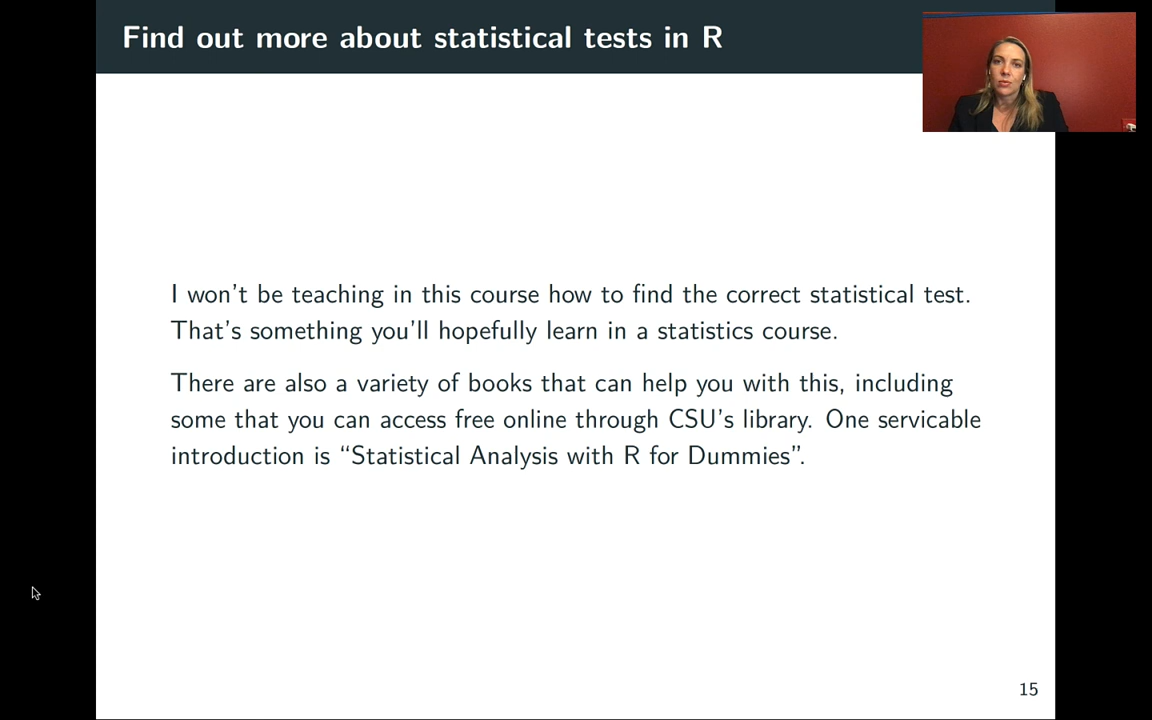 Find out more about statistical tests in R
I won't be teaching in this course how to find the correct statistical test.
That's something you'll hopefully learn in a statistics course.
There are also a variety of books that can help you with this, including
some that you can access free online through CSU's library. One servicable
introduction is “Statistical Analysis with R for Dummies”.
15